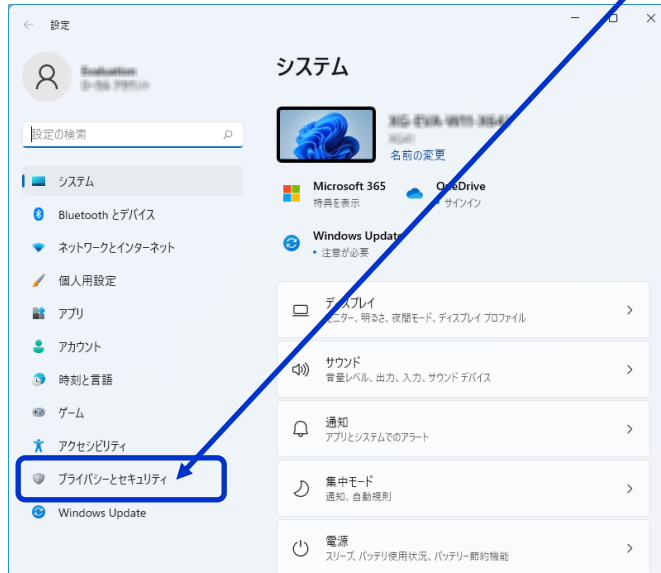 設定
システム
名前の変更
設定の検索
Microsoft 365
特典を表示
OneDrive
• サインイン
Windows Update
• 注意が必要
システム
Bluetooth とデバイス
ネットワークとインターネット
個人用設定
アプリ
アカウント
時刻と言語
ゲーム
アクセシビリティ
プライバシーとセキュリティ
Windows Update
ディスプレイ
モニター、明るさ、夜間モード、ディスプレイ プロファイル
サウンド
音量レベル、出力、入力、サウンド デバイス
通知
アプリとシステムでのアラート
集中モード
通知、自動規則
電源
スリープ、バッテリ使用状況、バッテリー節約機能